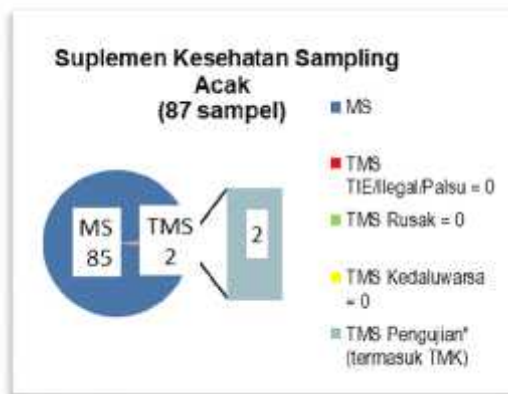 Suplemen Kesehatan Sampling
Acak
(87 sampel)
MS
85
TMS
2
2
MS
TMS
TIE/Ilegal/Palsu = 0
TMS Rusak = 0
TMS Kedaluwarsa
= 0
TMS Pengujian*
(termasuk TMK)